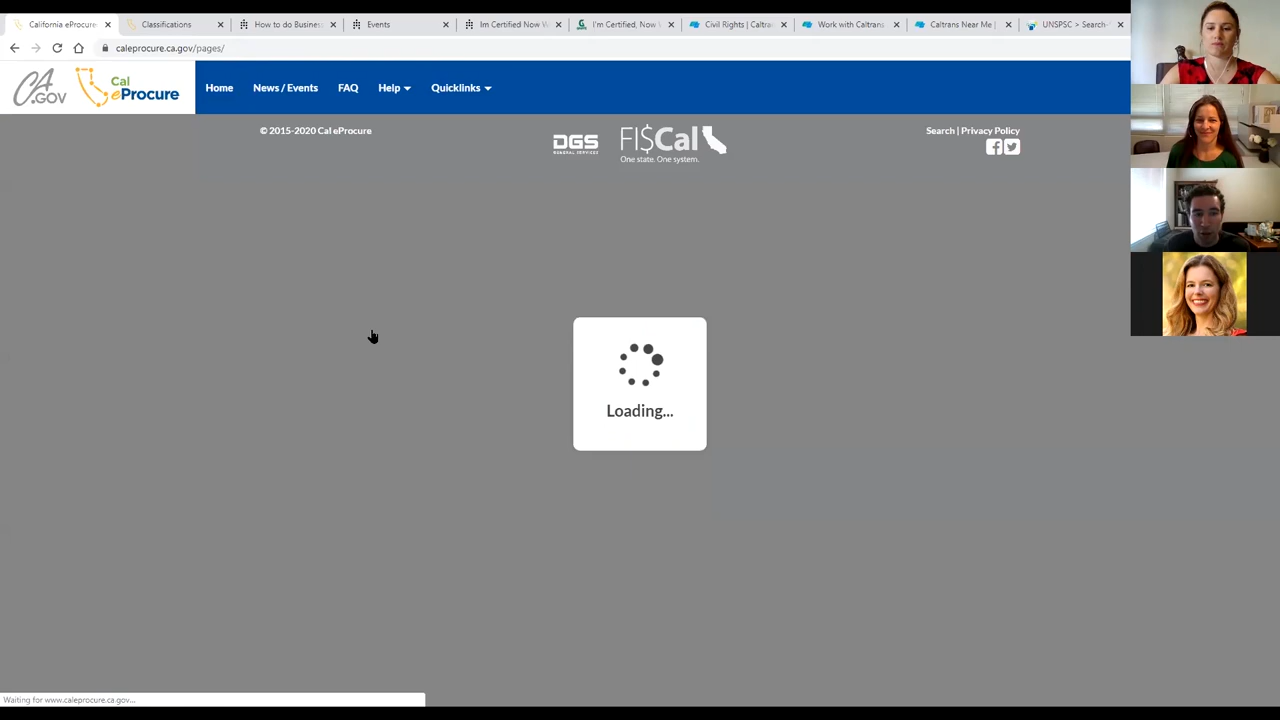 California eProcure
Classifications
How to do Busines
Events
Im Certified Now W
I'm Certified, Now W
Civil Rights | Caltra
Work with Caltrans
Caltrans Near Me |
UNSPSC > Search-
caleprocure.ca.gov/pages/
CA
.GOV
Cal
eProcure
Home
News / Events
FAQ
Help
Quicklinks
© 2015-2020 Cal eProcure
DGS
GENERAL SERVICES
FI$Cal
One state. One system.
Search | Privacy Policy
Loading...
Waiting for www.caleprocure.ca.gov...